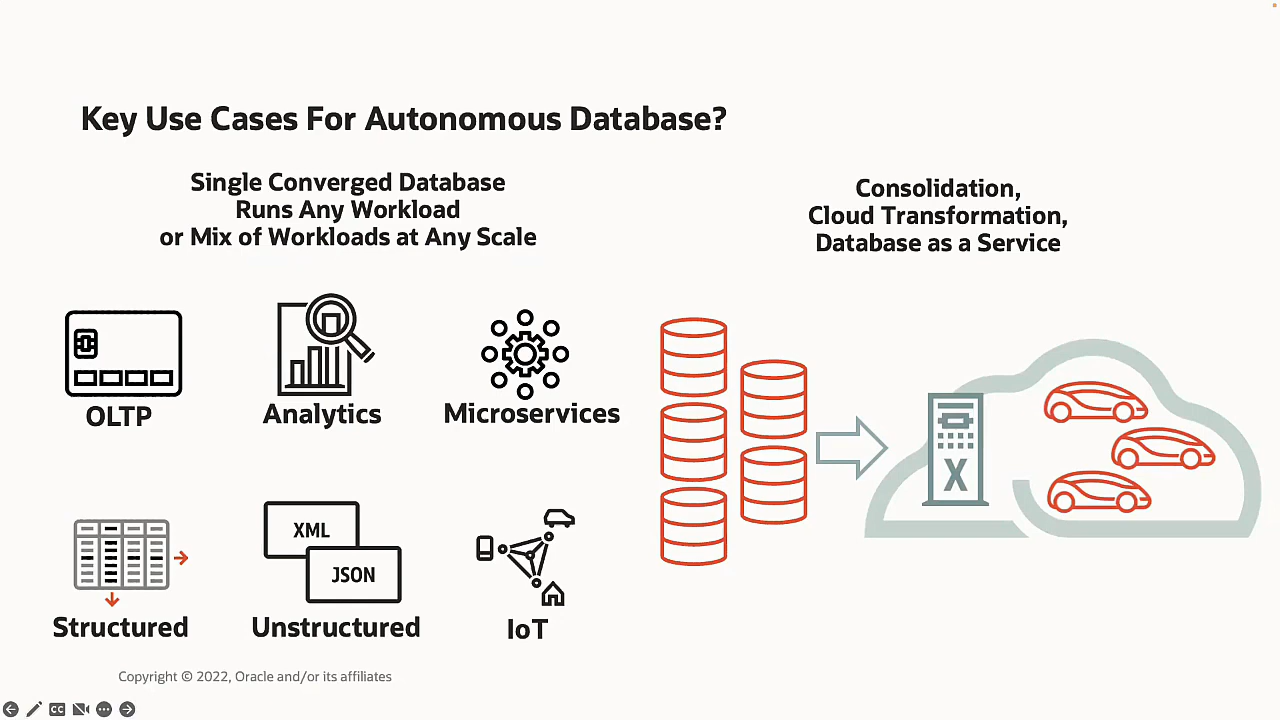 Key Use Cases For Autonomous Database?
Single Converged Database
Runs Any Workload
or Mix of Workloads at Any Scale
Consolidation,
Cloud Transformation,
Database as a Service
OLTP
Analytics
Microservices
X
XML
JSON
Structured
Unstructured
IoT
Copyright © 2022, Oracle and/or its affiliates
CC